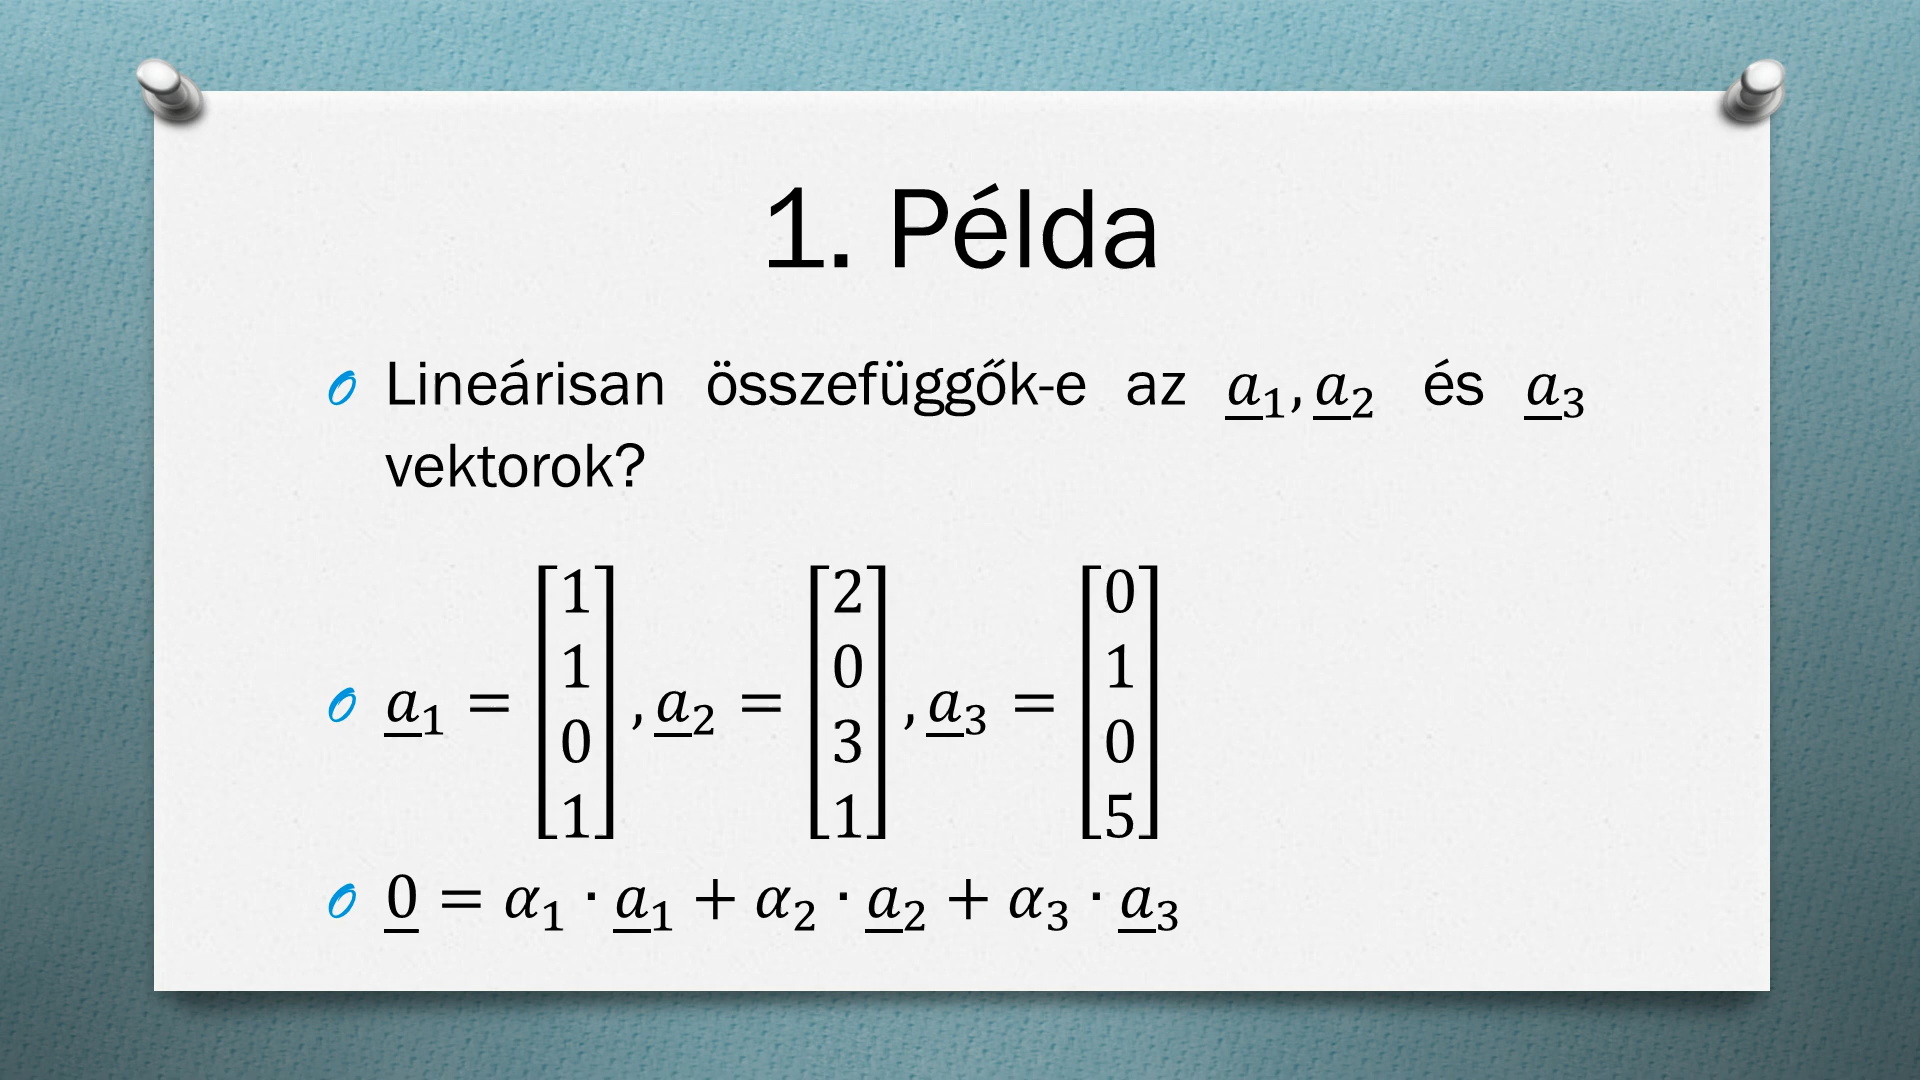 1. Példa
Lineárisan összefüggők-e az a₁, a₂ és a₃
vektorok?
a₁ = [1 1 0 1], a₂ = [2 0 3 1], a₃ = [0 1 0 5]
0 = α₁ · a₁ + α₂ · a₂ + α₃ · a₃